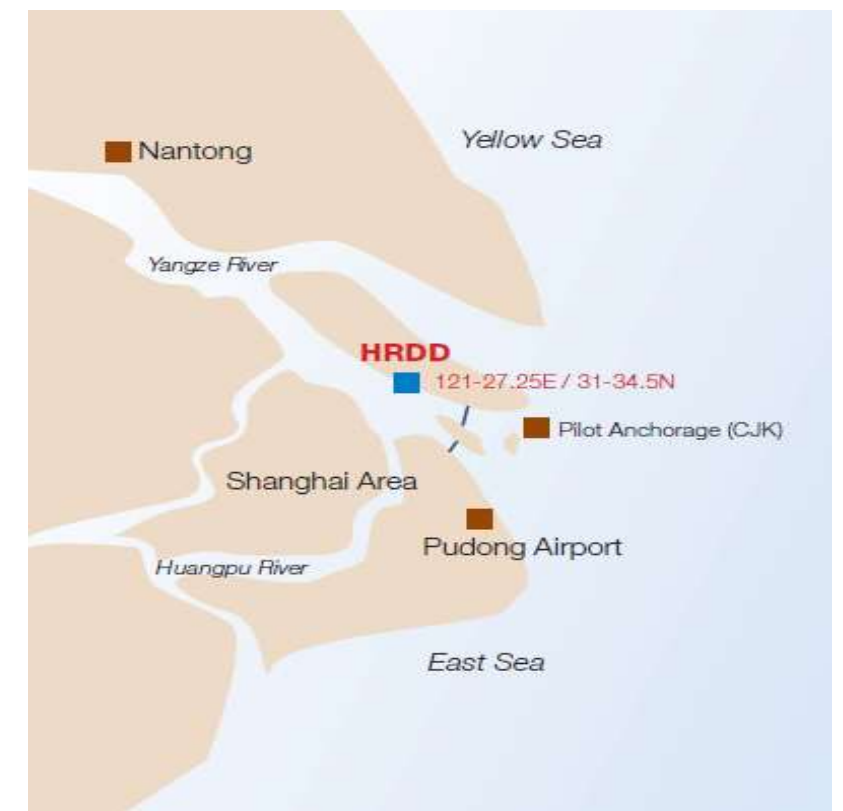 Yellow Sea
Nantong
Yangze River
HRDD
121-27.25E / 31-34.5N
Pilot Anchorage (CJK)
Shanghai Area
Pudong Airport
Huangpu River
East Sea